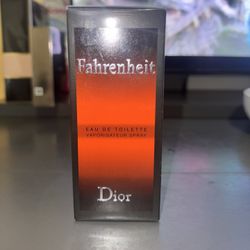 Fahrenheit
EAU DE TOILETTE
VAPORISATEUR SPRAY
Dior